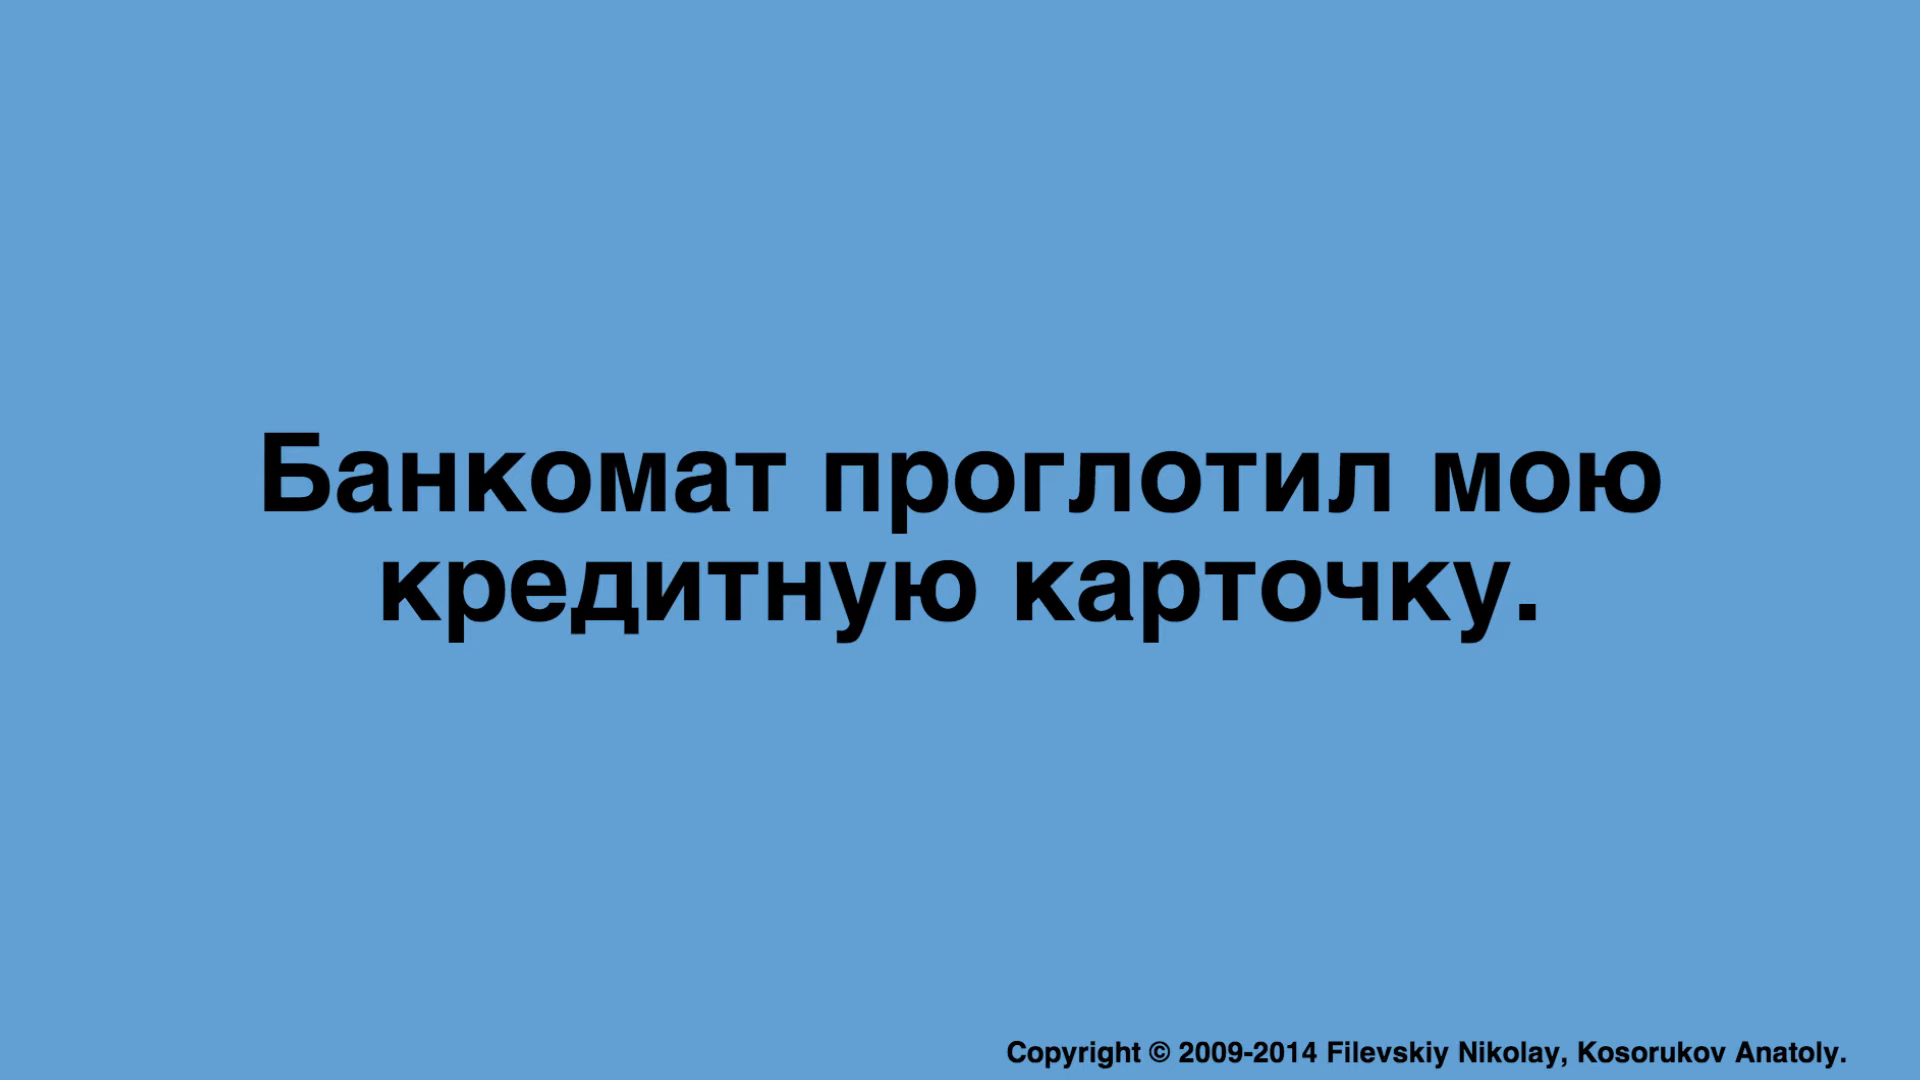 Банкомат проглотил мою
кредитную карточку.
Copyright © 2009-2014 Filevskiy Nikolay, Kosorukov Anatoly.